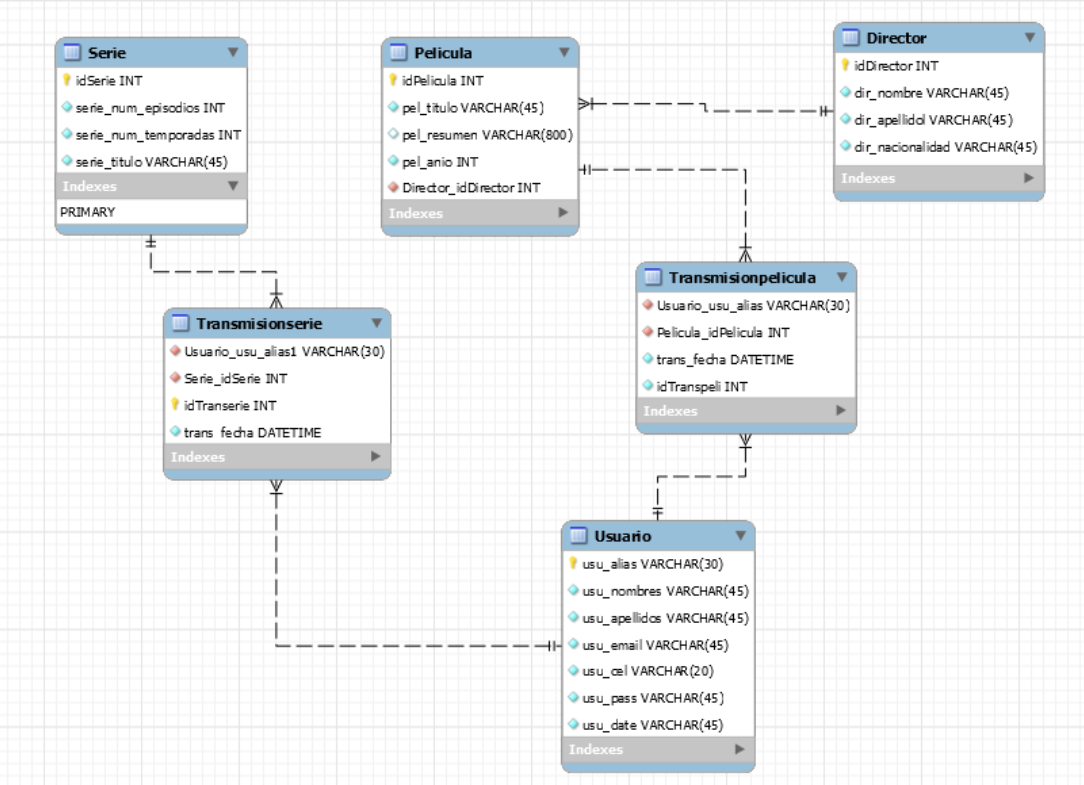 Serie
idSerie INT
serie_num_episodios INT
serie_num_temporadas INT
serie_titulo VARCHAR(45)
Indexes
PRIMARY
Pelicula
idPelicula INT
pel_titulo VARCHAR(45)
pel_resumen VARCHAR(800)
pel_anio INT
Director_idDirector INT
Indexes
Director
idDirector INT
dir_nombre VARCHAR(45)
dir_apellidol VARCHAR(45)
dir_nacionalidad VARCHAR(45)
Indexes
Transmisionserie
Usuario_usu_alias1 VARCHAR(30)
Serie_idSerie INT
idTranserie INT
trans_fecha DATETIME
Indexes
Transmisionpelicula
Usuario_usu_alias VARCHAR(30)
Pelicula_idPelicula INT
trans_fecha DATETIME
idTranspeli INT
Indexes
Usuario
usu_alias VARCHAR(30)
usu_nombres VARCHAR(45)
usu_apellidos VARCHAR(45)
usu_email VARCHAR(45)
usu_cel VARCHAR(20)
usu_pass VARCHAR(45)
usu_date VARCHAR(45)
Indexes